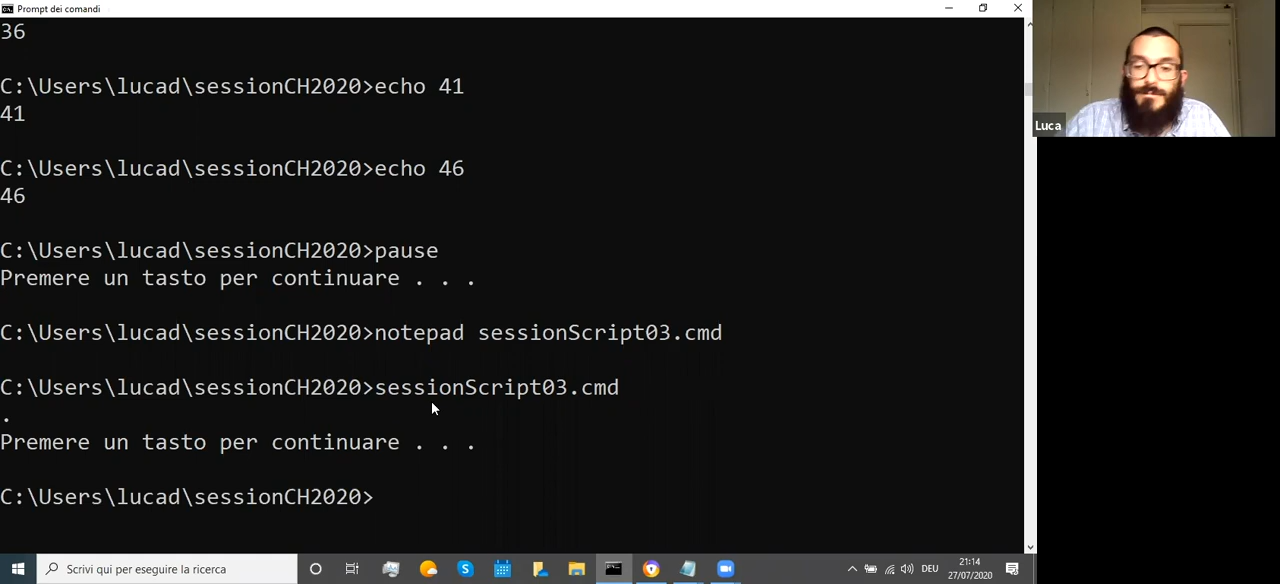 Prompt dei comandi
36
C:\Users\lucad\sessionCH2020>echo 41
41
C:\Users\lucad\sessionCH2020>echo 46
46
C:\Users\lucad\sessionCH2020>pause
Premere un tasto per continuare . . .
C:\Users\lucad\sessionCH2020>notepad sessionScript03.cmd
C:\Users\lucad\sessionCH2020>sessionScript03.cmd
.
Premere un tasto per continuare . . .
C:\Users\lucad\sessionCH2020>
Luca
Scrivi qui per eseguire la ricerca
DEU
21:14
27/07/2020